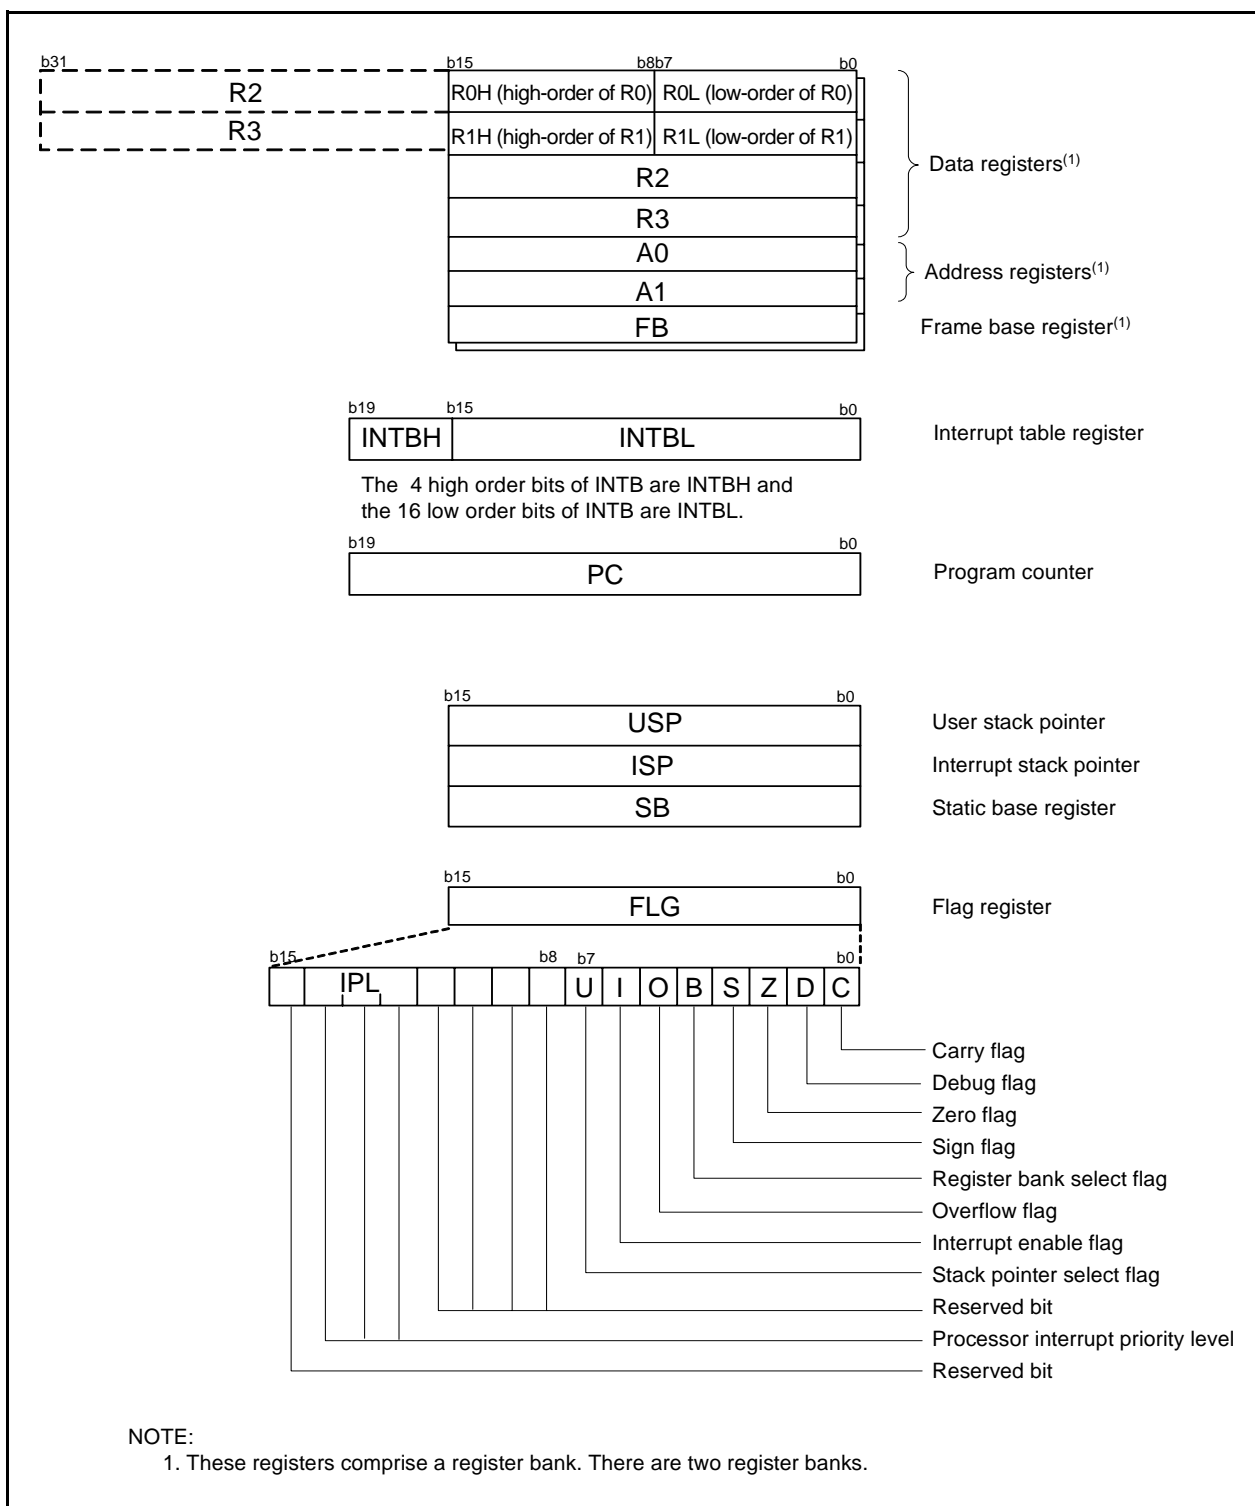 b31 b15 b8b7 b0
R2 R0H (high-order of R0) R0L (low-order of R0)
R3 R1H (high-order of R1) R1L (low-order of R1)
Data registers(1)
R2
R3
A0
Address registers(1)
A1
FB Frame base register(1)
b19 b15 b0
INTBH INTBL Interrupt table register
The 4 high order bits of INTB are INTBH and
the 16 low order bits of INTB are INTBL.
b19 b0
PC Program counter
b15 b0
USP User stack pointer
ISP Interrupt stack pointer
SB Static base register
b15 b0
FLG Flag register
b15 b8 b7 b0
IPL U I O B S Z D C
Carry flag
Debug flag
Zero flag
Sign flag
Register bank select flag
Overflow flag
Interrupt enable flag
Stack pointer select flag
Reserved bit
Processor interrupt priority level
Reserved bit
NOTE:
1. These registers comprise a register bank. There are two register banks.